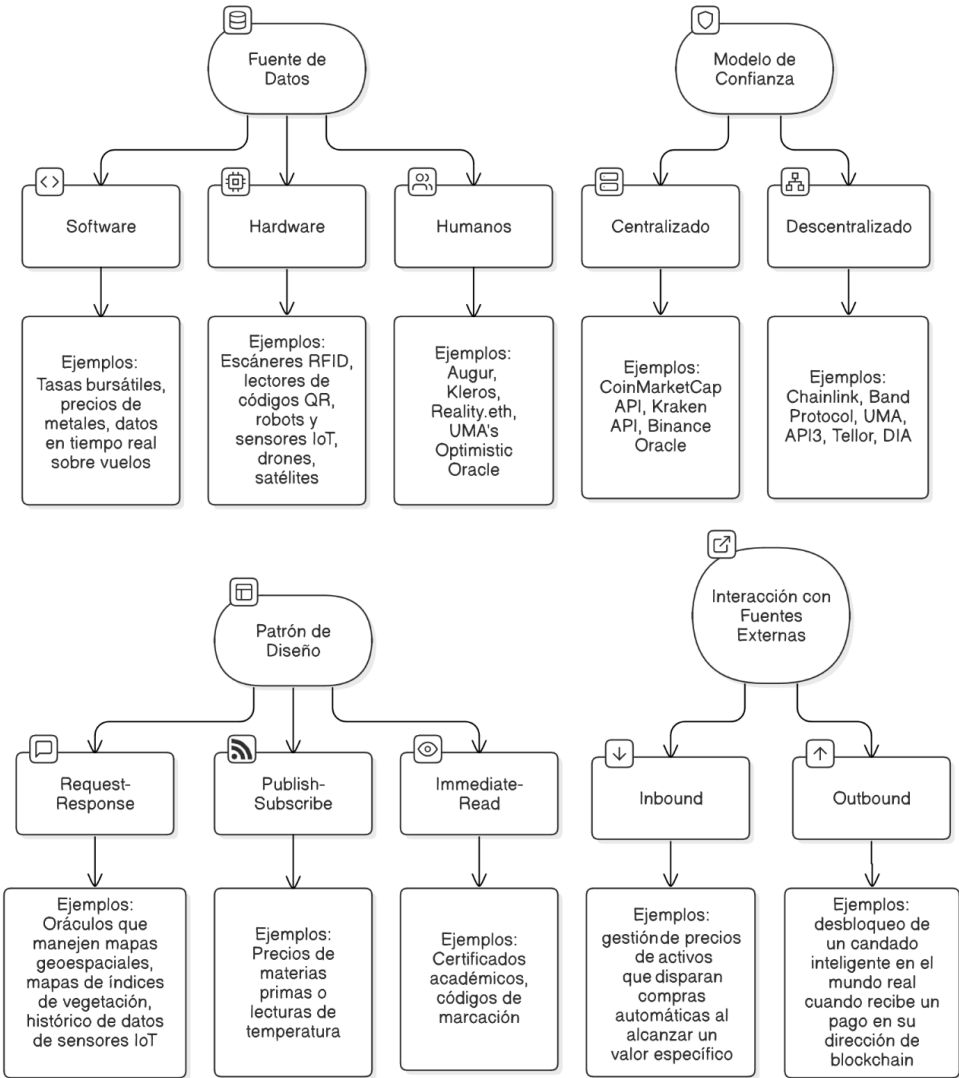 Fuente de
Datos
Modelo de
Confianza
Software
Hardware
Humanos
Centralizado
Descentralizado
Ejemplos:
Tasas bursátiles,
precios de
metales, datos
en tiempo real
sobre vuelos
Ejemplos:
Escáneres RFID,
lectores de
códigos QR,
robots y
sensores IoT,
drones,
satélites
Ejemplos:
Augur,
Kleros,
Reality.eth,
UMA's
Optimistic
Oracle
Ejemplos:
CoinMarketCap
API, Kraken
API, Binance
Oracle
Ejemplos:
Chainlink, Band
Protocol, UMA,
API3, Tellor, DIA
Patrón de
Diseño
Interacción con
Fuentes
Externas
Request-
Response
Publish-
Subscribe
Immediate-
Read
Inbound
Outbound
Ejemplos:
Oráculos que
manejen mapas
geoespaciales,
mapas de índices
de vegetación,
histórico de datos
de sensores IoT
Ejemplos:
Precios de
materias
primas o
lecturas de
temperatura
Ejemplos:
Certificados
académicos,
códigos de
marcación
Ejemplos:
gestión de precios
de activos
que disparan
compras
automáticas al
alcanzar un
valor específico
Ejemplos:
desbloqueo de
un candado
inteligente en el
mundo real
cuando recibe un
pago en su
dirección de
blockchain